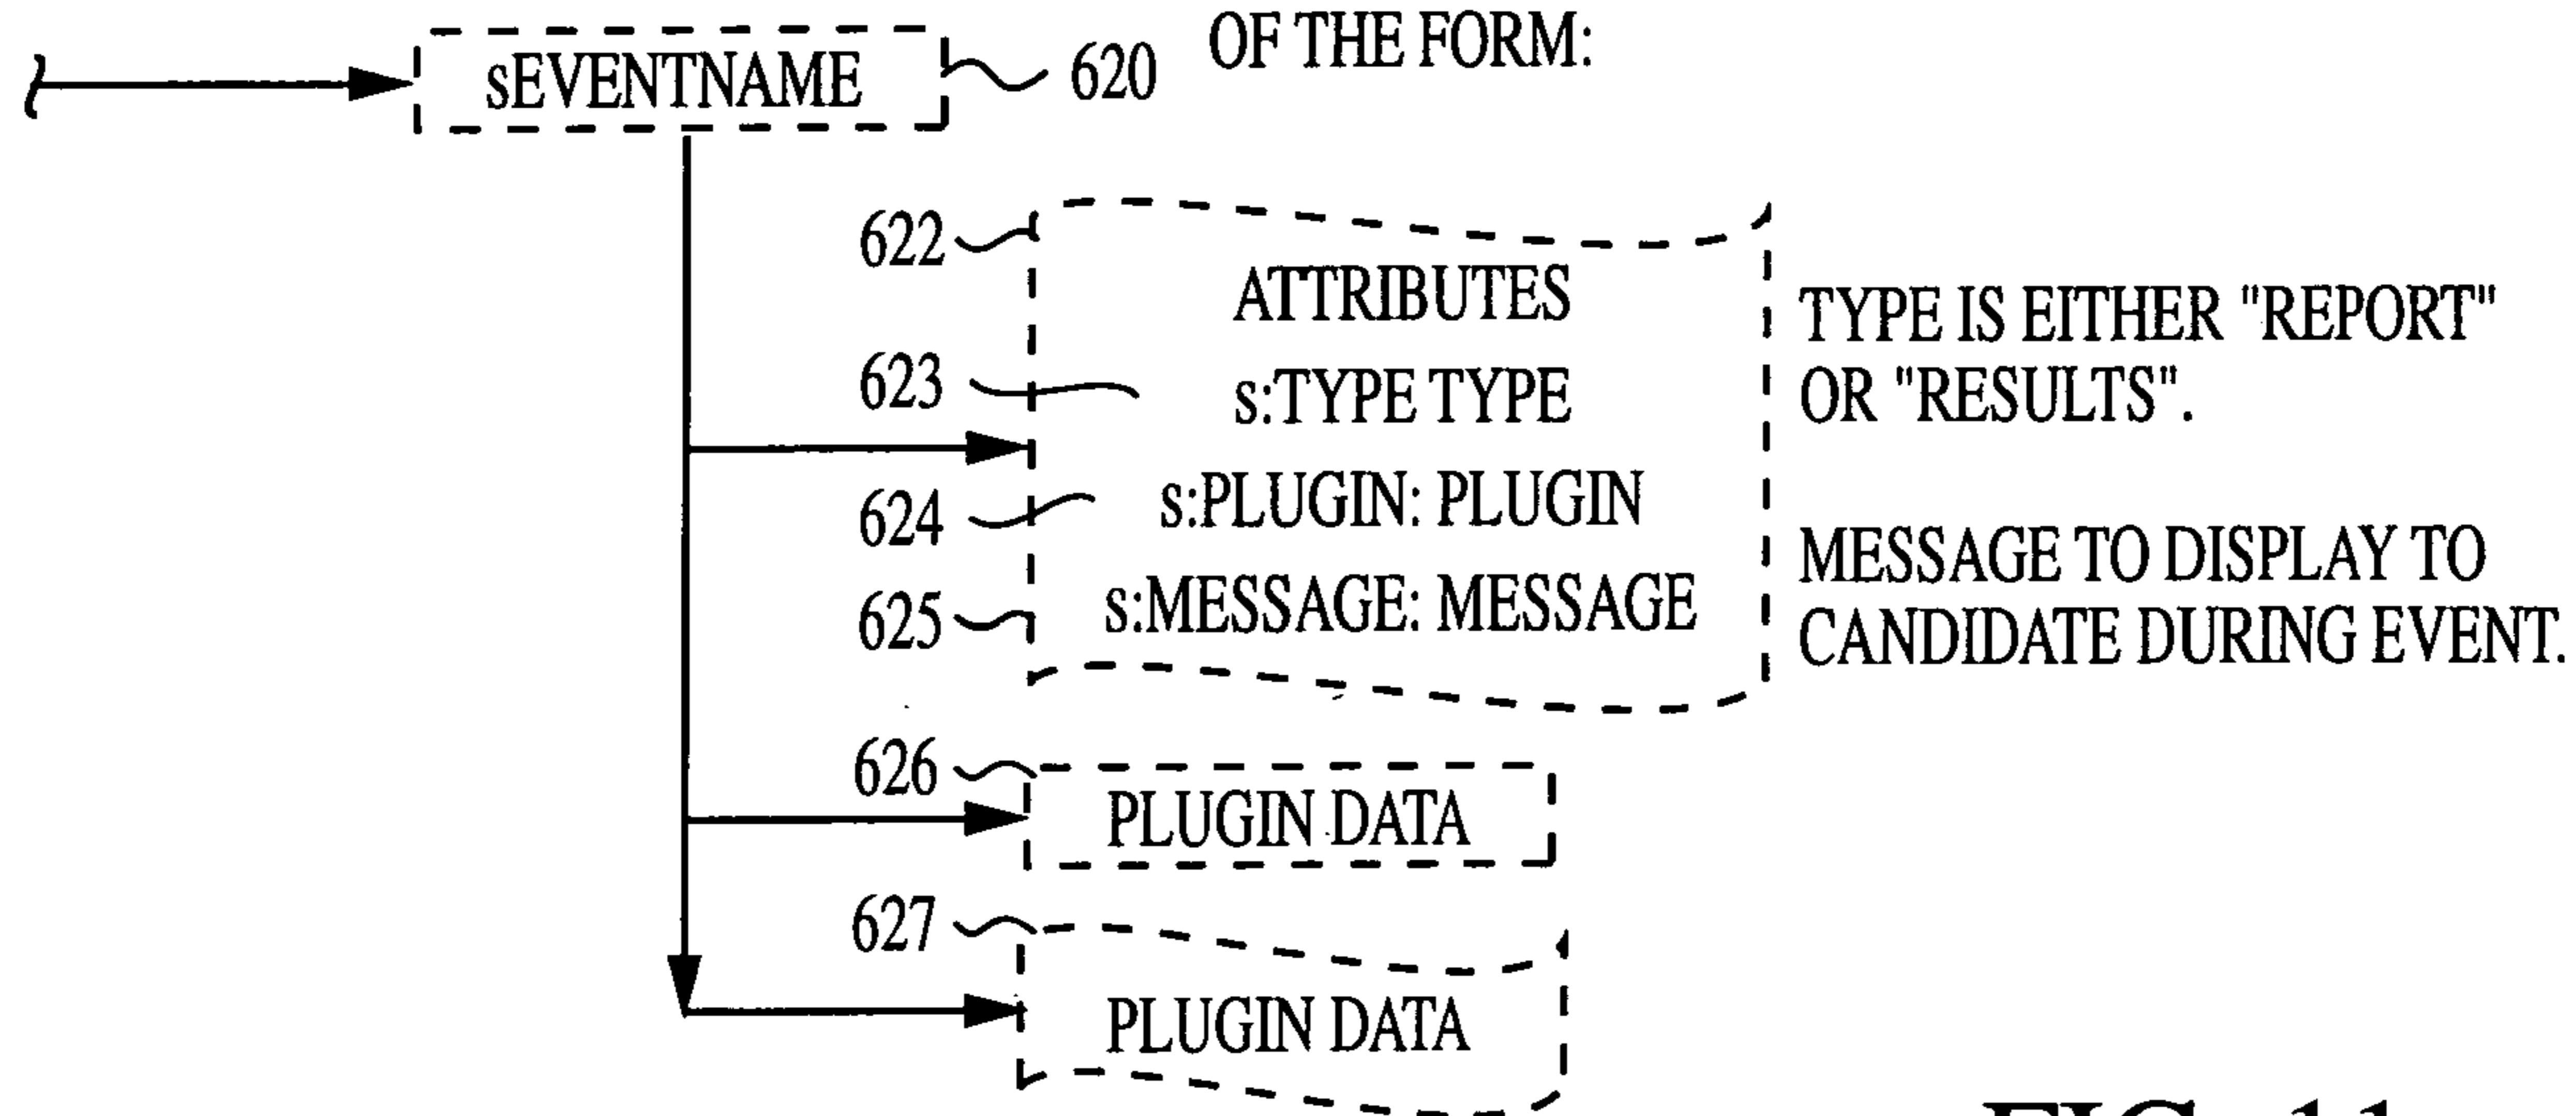 OF THE FORM:
sEVENTNAME
620
622
ATTRIBUTES
TYPE IS EITHER "REPORT"
623
s:TYPE TYPE
OR "RESULTS".
624
s:PLUGIN: PLUGIN
MESSAGE TO DISPLAY TO
625
s:MESSAGE: MESSAGE
CANDIDATE DURING EVENT.
626
PLUGIN DATA
627
PLUGIN DATA